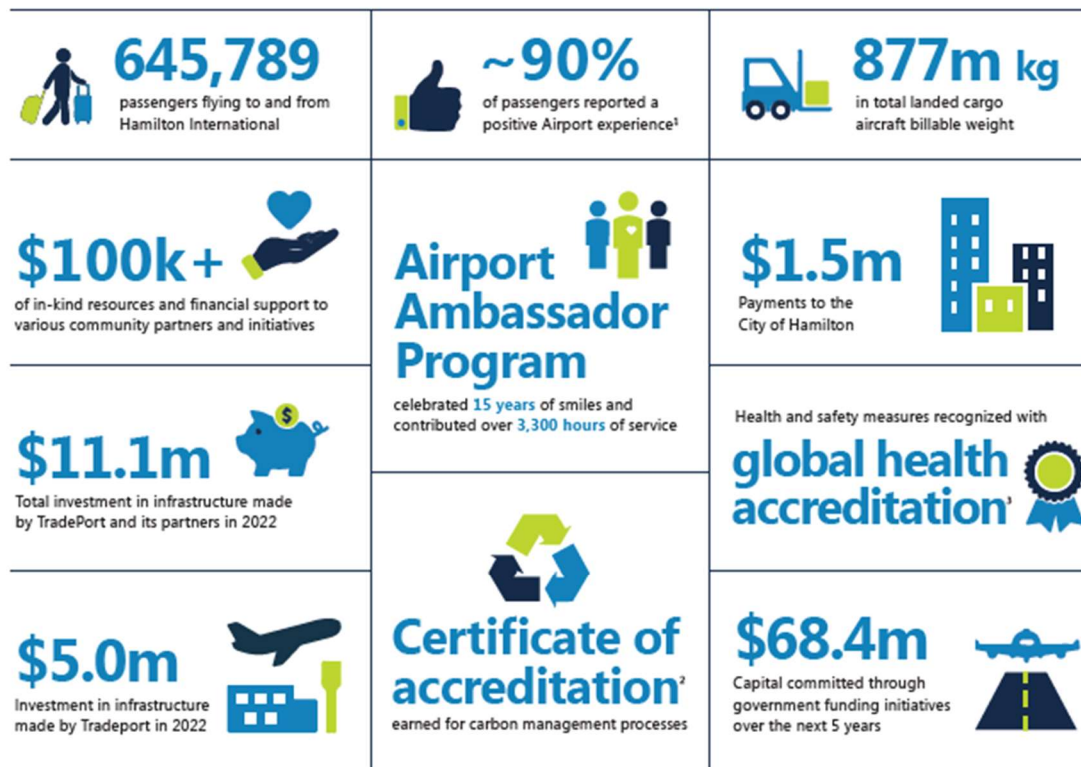 645,789
passengers flying to and from
Hamilton International
~90%
of passengers reported a
positive Airport experience¹
877m kg
in total landed cargo
aircraft billable weight
$100k+
of in-kind resources and financial support to
various community partners and initiatives
Airport
Ambassador
Program
celebrated 15 years of smiles and
contributed over 3,300 hours of service
$1.5m
Payments to the
City of Hamilton
$11.1m
Total investment in infrastructure made
by TradePort and its partners in 2022
Health and safety measures recognized with
global health
accreditation³
$5.0m
Investment in infrastructure
made by Tradeport in 2022
Certificate of
accreditation²
earned for carbon management processes
$68.4m
Capital committed through
government funding initiatives
over the next 5 years
$